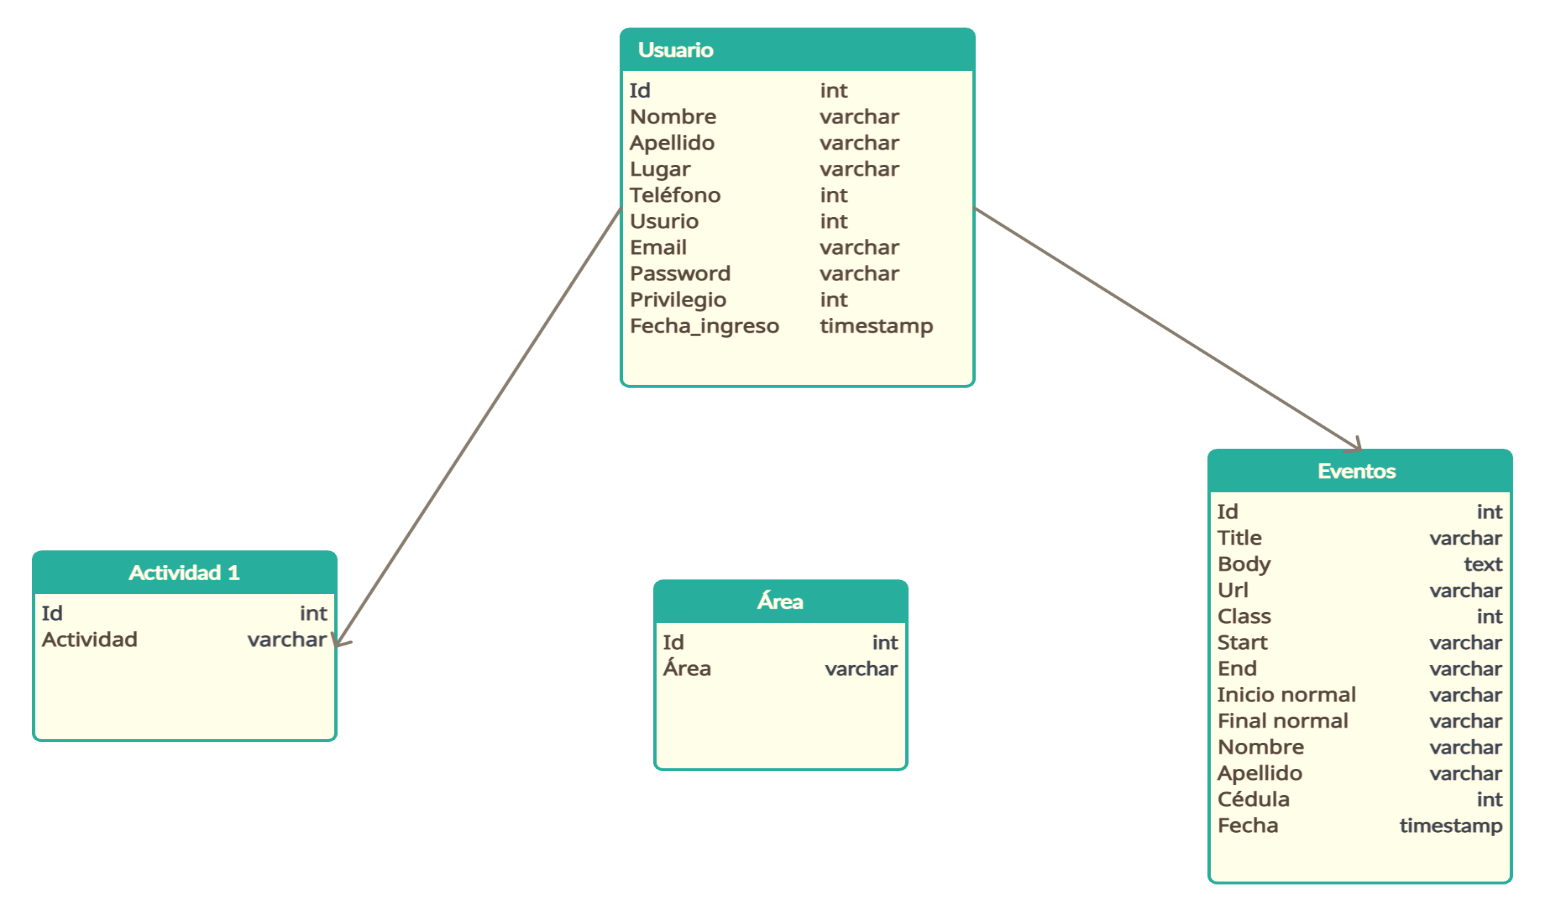 Usuario
Id int
Nombre varchar
Apellido varchar
Lugar varchar
Teléfono int
Usurio int
Email varchar
Password varchar
Privilegio int
Fecha_ingreso timestamp
Actividad 1
Id int
Actividad varchar
Área
Id int
Área varchar
Eventos
Id int
Title varchar
Body text
Url varchar
Class int
Start varchar
End varchar
Inicio normal varchar
Final normal varchar
Nombre varchar
Apellido varchar
Cédula int
Fecha timestamp